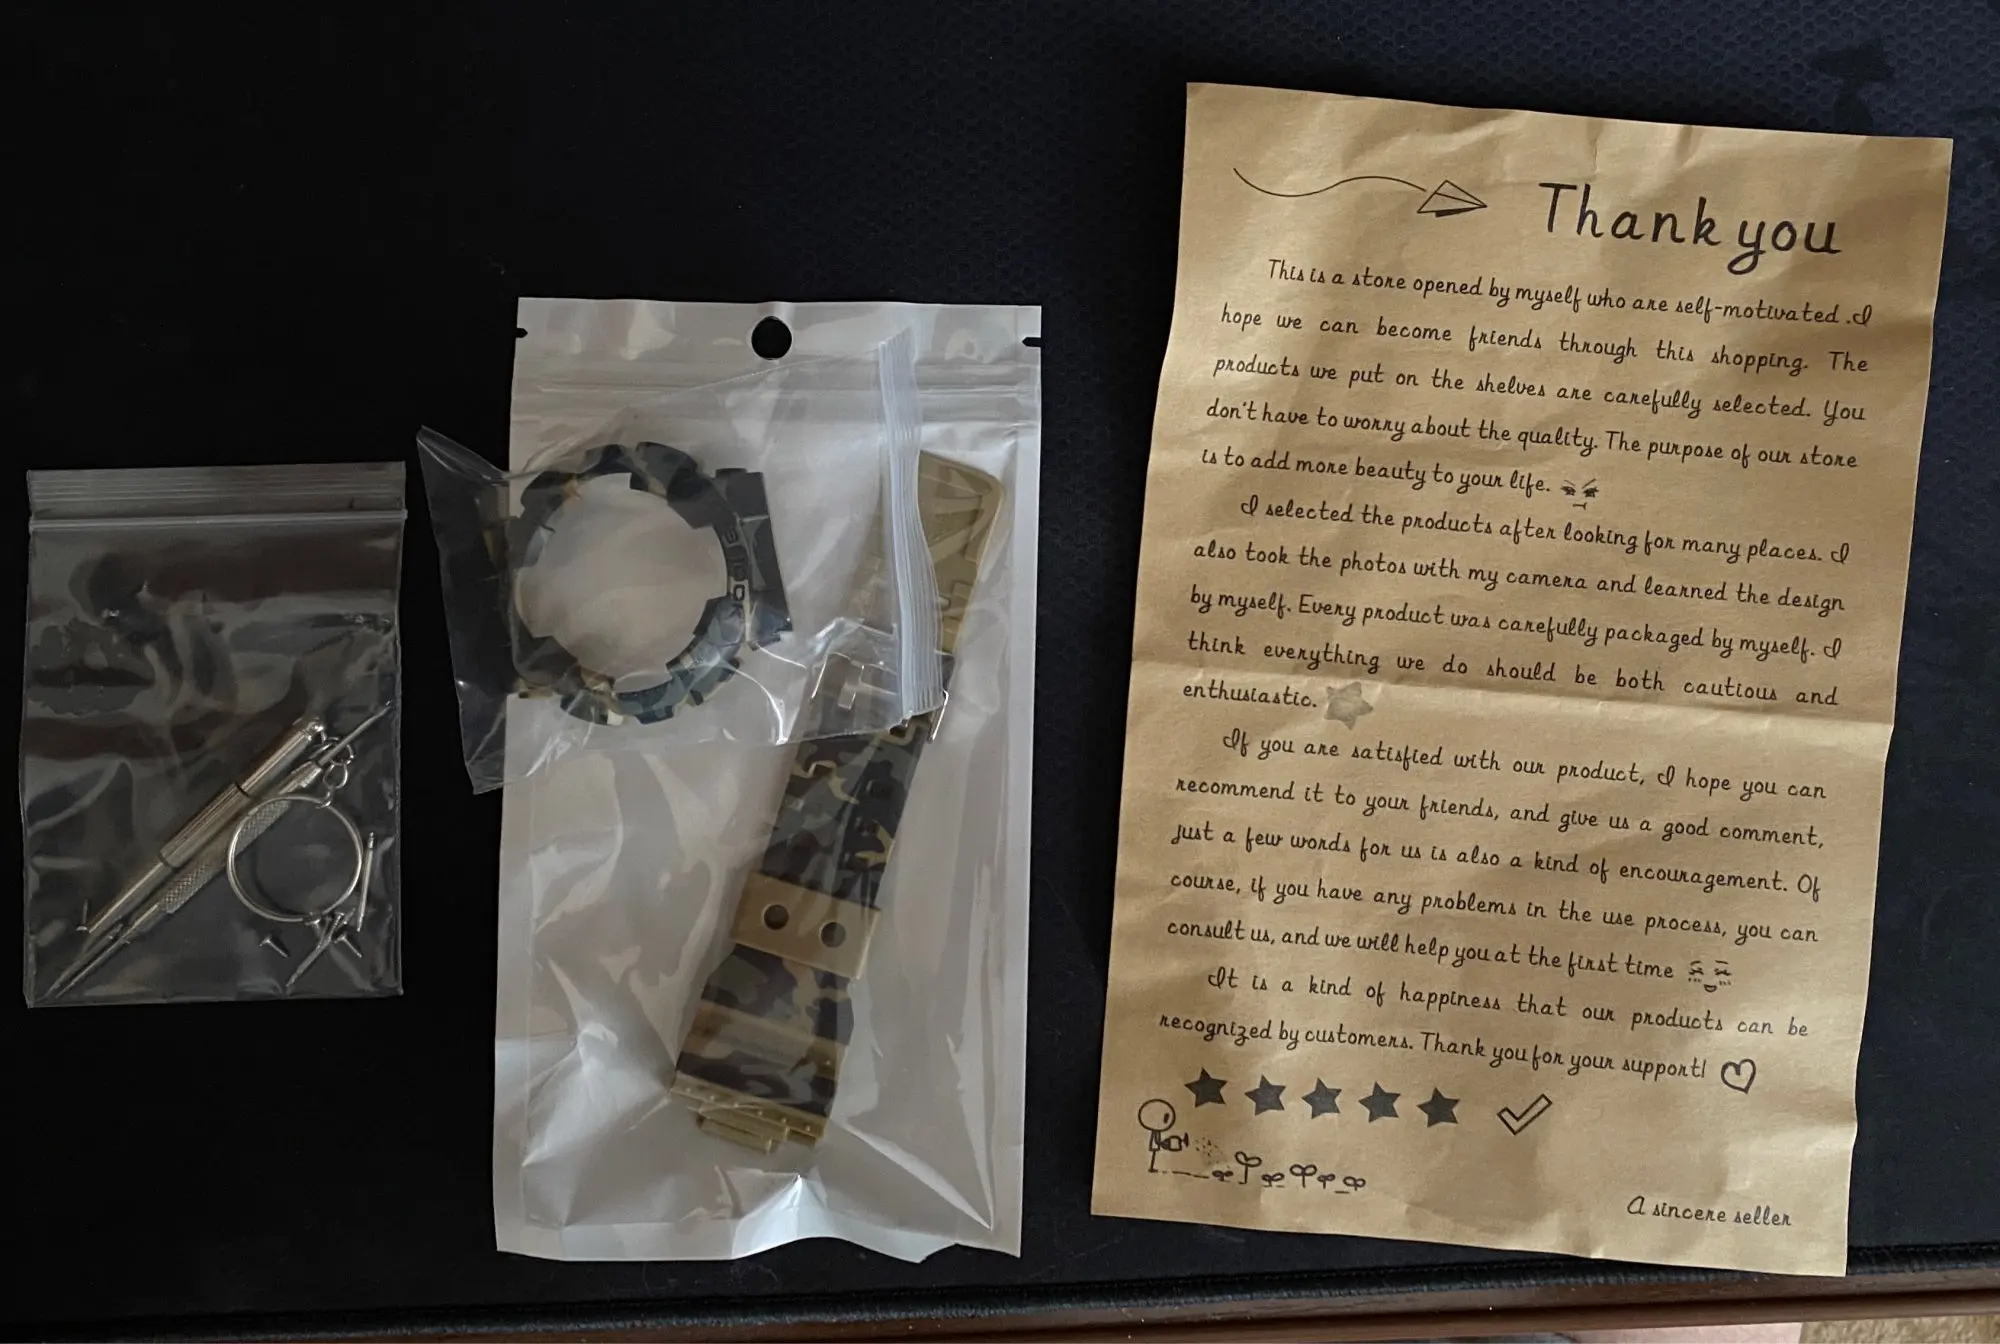 Thank you
This is a store opened by myself who are self-motivated .I
hope we can become friends through this shopping. The
products we put on the shelves are carefully selected. You
don't have to worry about the quality. The purpose of our store
is to add more beauty to your life.
I selected the products after looking for many places. I
also took the photos with my camera and learned the design
by myself. Every product was carefully packaged by myself. I
think everything we do should be both cautious and
enthusiastic.
If you are satisfied with our product, I hope you can
recommend it to your friends, and give us a good comment,
just a few words for us is also a kind of encouragement. Of
course, if you have any problems in the use process, you can
consult us, and we will help you at the first time
It is a kind of happiness that our products can be
recognized by customers. Thank you for your support!
A sincere seller